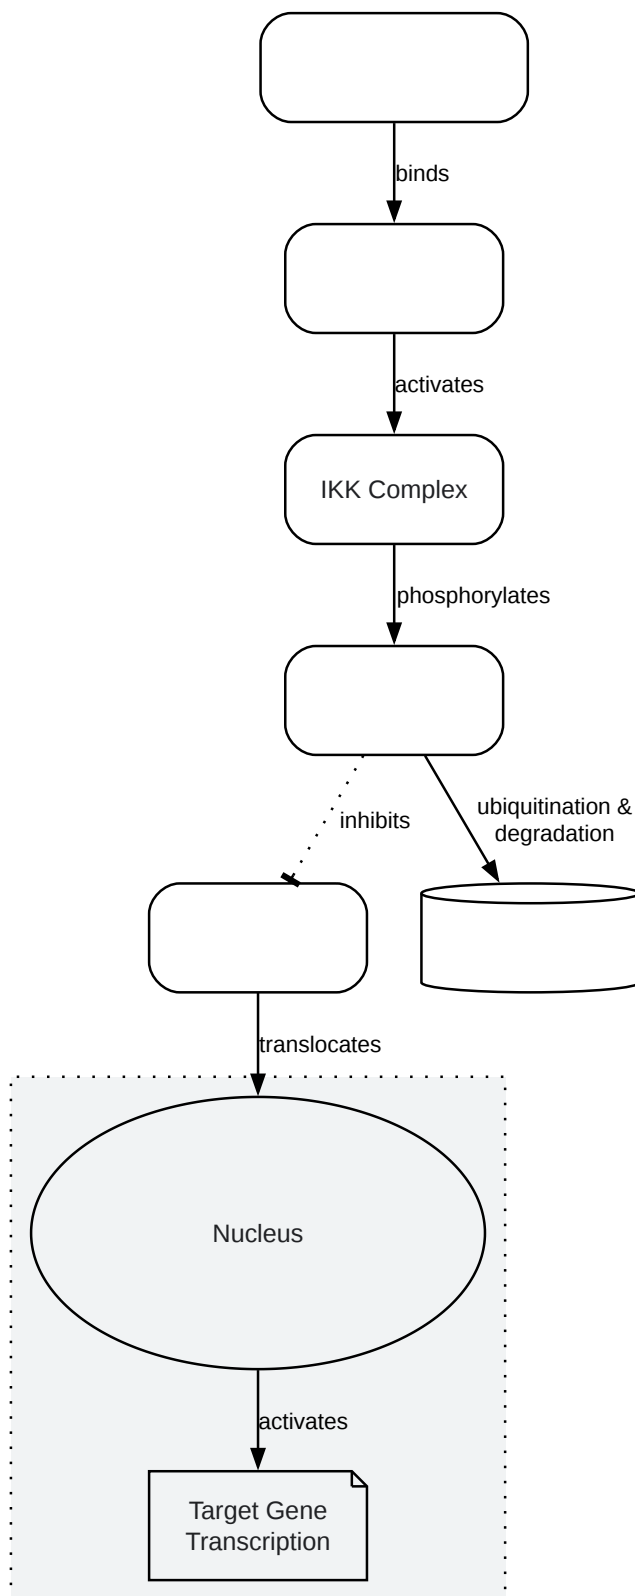 binds
activates
IKK Complex
phosphorylates
inhibits
ubiquitination &
degradation
translocates
Nucleus
activates
Target Gene
Transcription